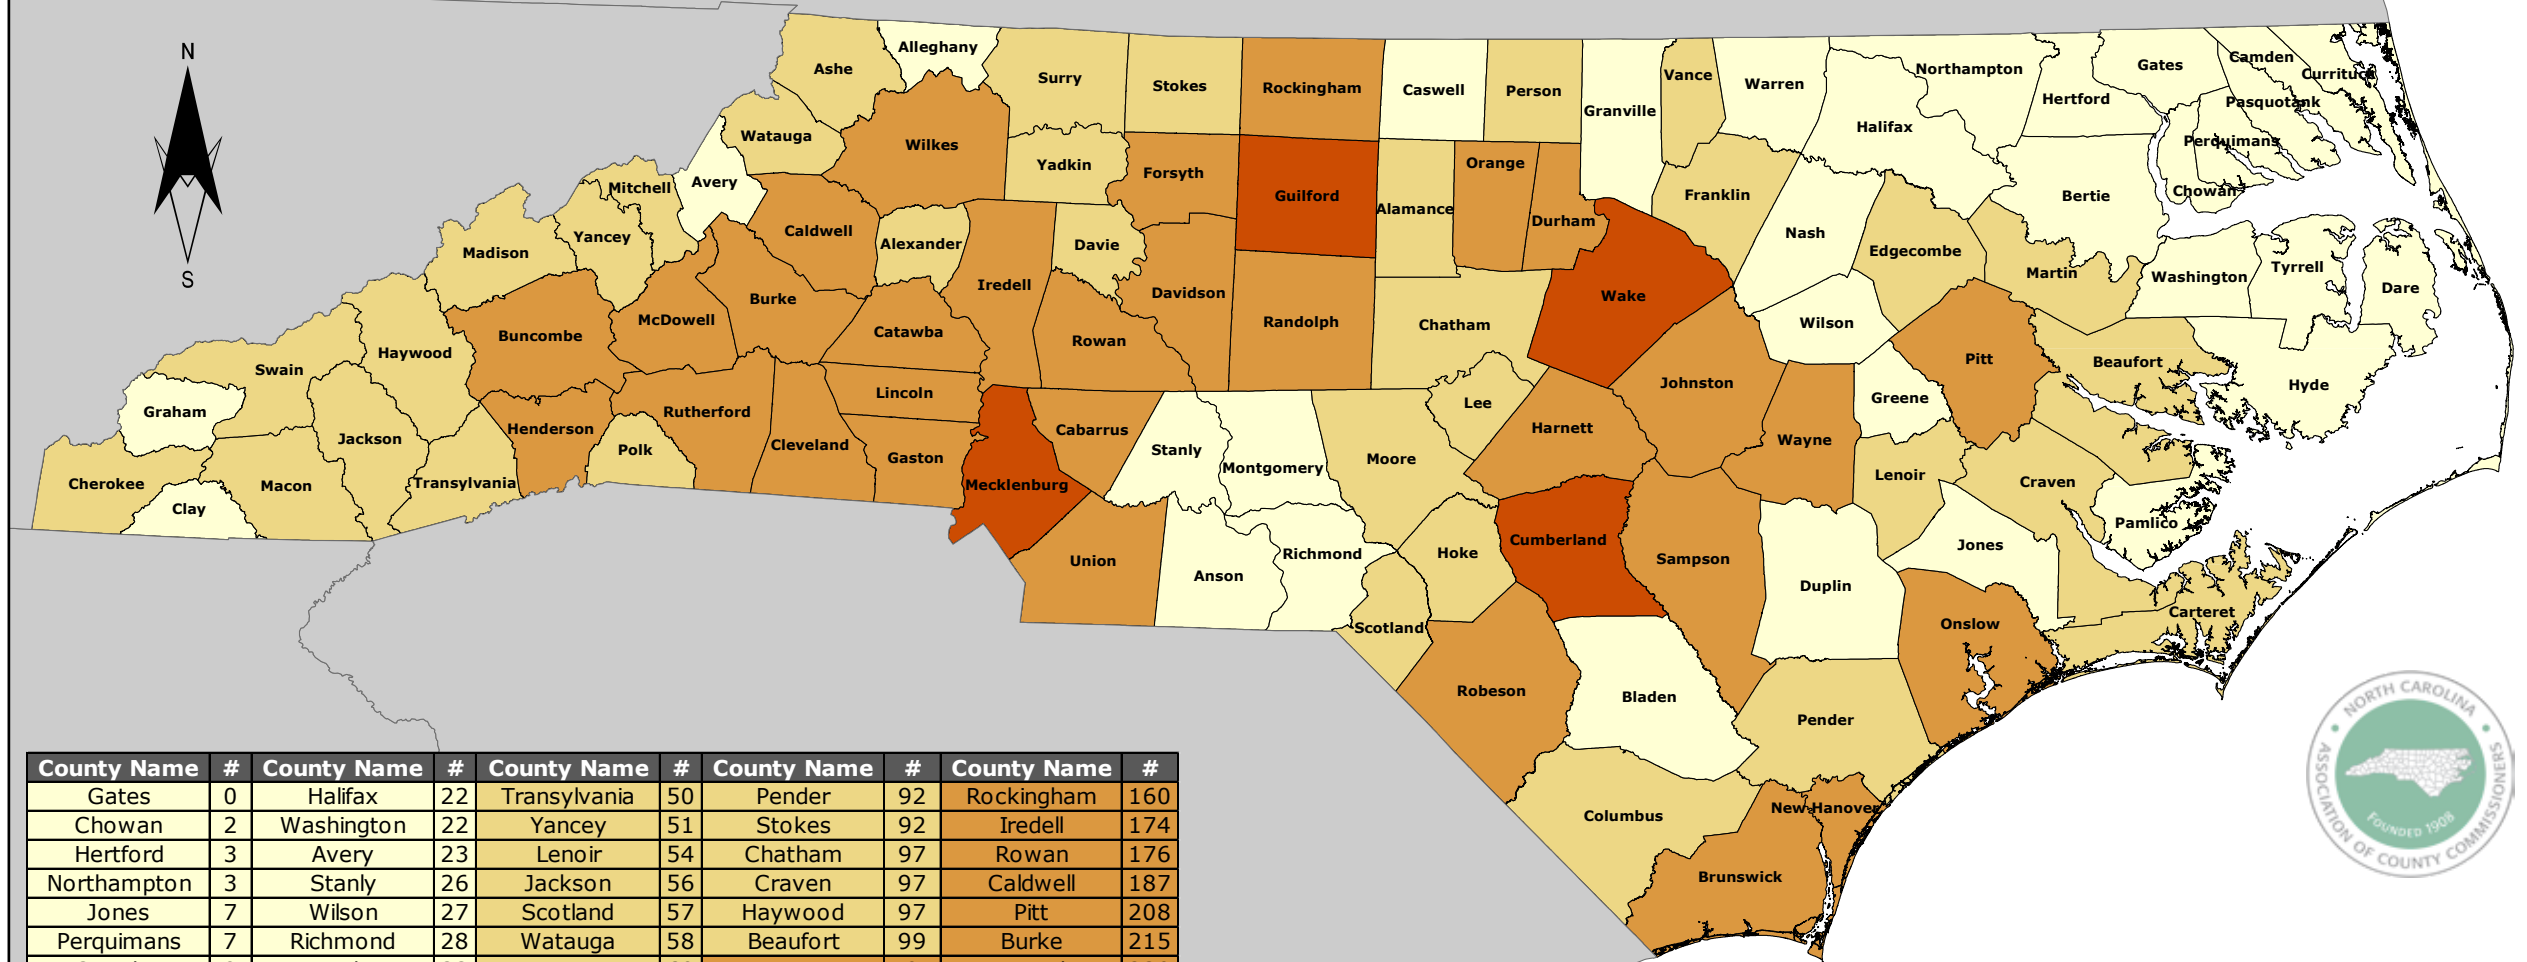 N
S
Alleghany
Ashe
Surry
Stokes
Rockingham
Caswell
Person
Granville
Vance
Warren
Northampton
Gates
Camden
Currituck
Hertford
Pasquotank
Halifax
Perquimans
Chowan
Bertie
Watauga
Wilkes
Yadkin
Forsyth
Guilford
Alamance
Orange
Durham
Franklin
Nash
Edgecombe
Martin
Washington
Tyrrell
Dare
Mitchell
Avery
Yancey
Madison
Caldwell
Alexander
Davie
Iredell
Davidson
Randolph
Chatham
Wake
Wilson
Pitt
Beaufort
Hyde
Burke
McDowell
Buncombe
Catawba
Rowan
Haywood
Swain
Graham
Jackson
Henderson
Rutherford
Polk
Cleveland
Lincoln
Gaston
Cabarrus
Stanly
Montgomery
Moore
Lee
Harnett
Johnston
Wayne
Greene
Lenoir
Craven
Pamlico
Cherokee
Clay
Macon
Transylvania
Mecklenburg
Union
Anson
Richmond
Hoke
Cumberland
Sampson
Duplin
Jones
Onslow
Carteret
Scotland
Robeson
Bladen
Pender
Columbus
New Hanover
Brunswick
County Name # County Name # County Name # County Name # County Name #
Gates 0 Halifax 22 Transylvania 50 Pender 92 Rockingham 160
Chowan 2 Washington 22 Yancey 51 Stokes 92 Iredell 174
Hertford 3 Avery 23 Lenoir 54 Chatham 97 Rowan 176
Northampton 3 Stanly 26 Jackson 56 Craven 97 Caldwell 187
Jones 7 Wilson 27 Scotland 57 Haywood 97 Pitt 208
Perquimans 7 Richmond 28 Watauga 58 Beaufort 99 Burke 215
NORTH CAROLINA
ASSOCIATION OF COUNTY COMMISSIONERS
FOUNDED 1908